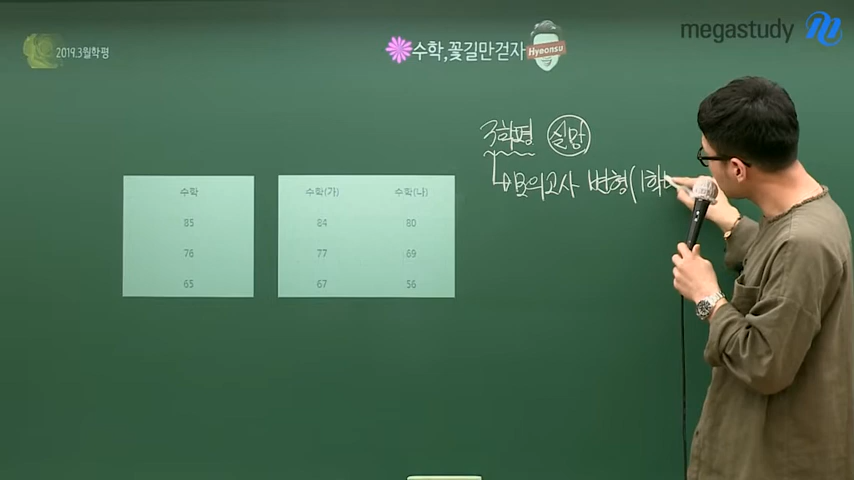 megastudy
2019.3월학평
수학,꽃길만걷자
Hyeonsu
3학평 실망
모의고사 변형(1학
수학
85
76
65
수학(가) 수학(나)
84 80
77 69
67 56